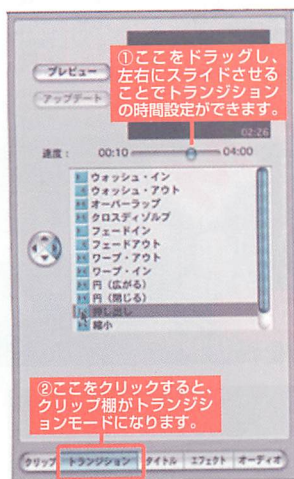 プレビュー
アップデート
①ここをドラッグし、
左右にスライドさせる
ことでトランジション
の時間設定ができます。
02:26
速度： 00:10 04:00
ウォッシュ・イン
ウォッシュ・アウト
オーバーラップ
クロスディゾルブ
フェードイン
フェードアウト
ワープ・アウト
ワープ・イン
円（広がる）
円（閉じる）
押し出し
縮小
②ここをクリックすると、
クリップ棚がトランジシ
ョンモードになります。
クリップ トランジション タイトル エフェクト オーディオ